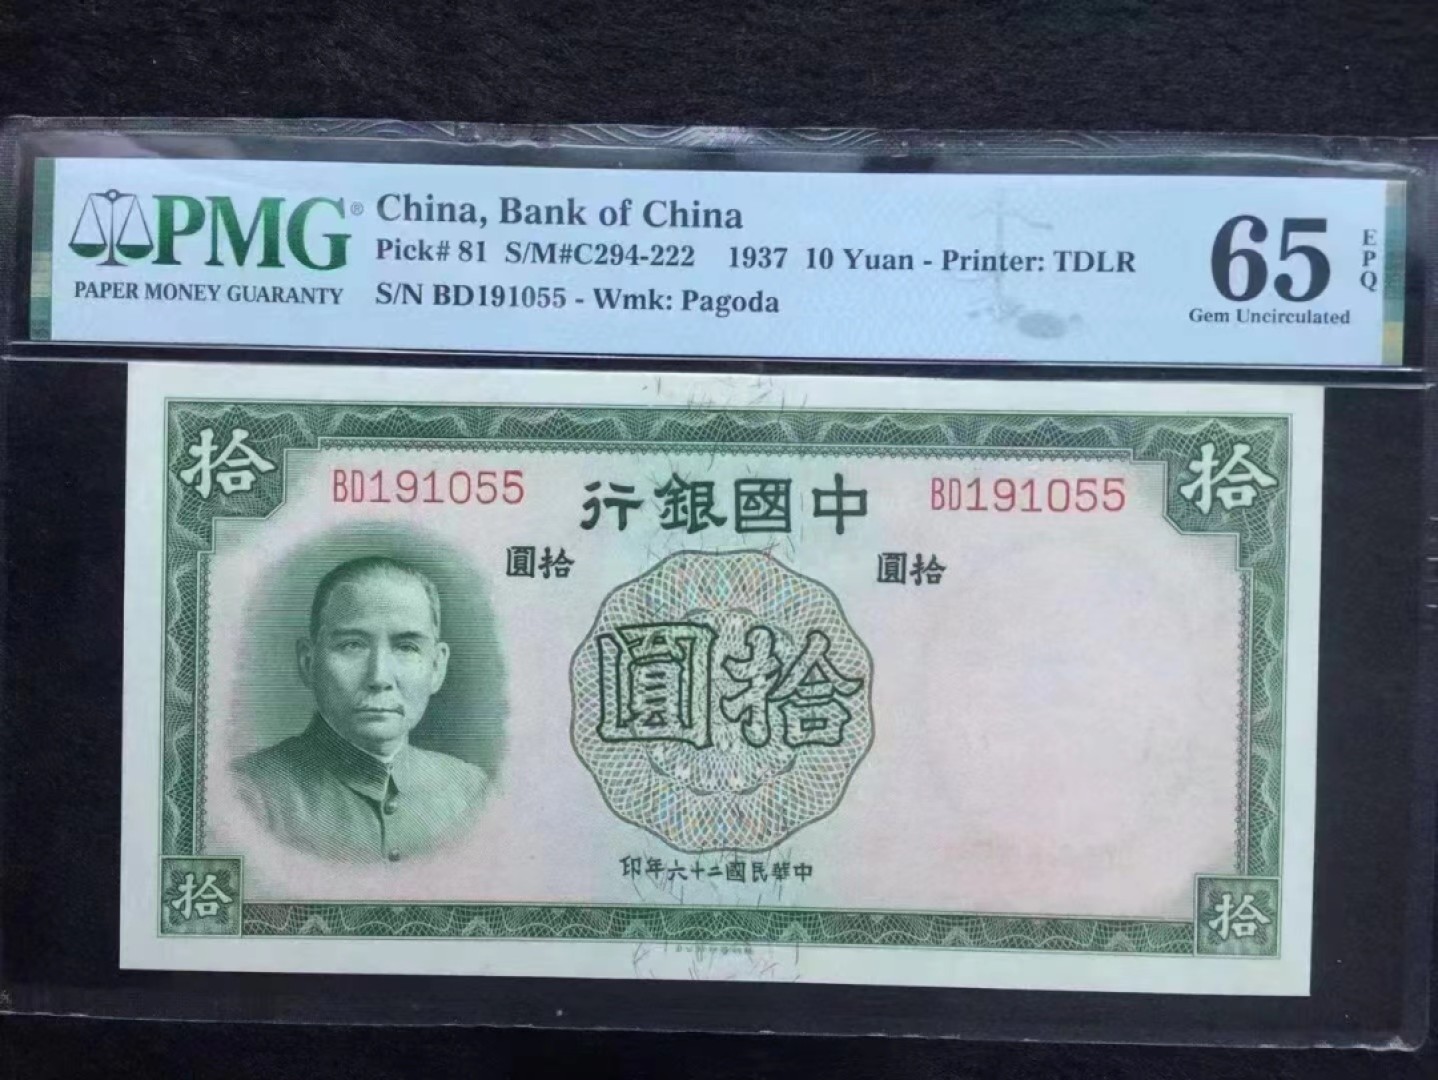 PMG®
PAPER MONEY GUARANTY
China, Bank of China
Pick# 81 S/M#C294-222 1937 10 Yuan - Printer: TDLR
S/N BD191055 - Wmk: Pagoda
65
EPQ
Gem Uncirculated
拾
拾
BD191055
行銀國中
BD191055
圓拾
圓拾
圓拾
印年六十二國民華中
拾
拾